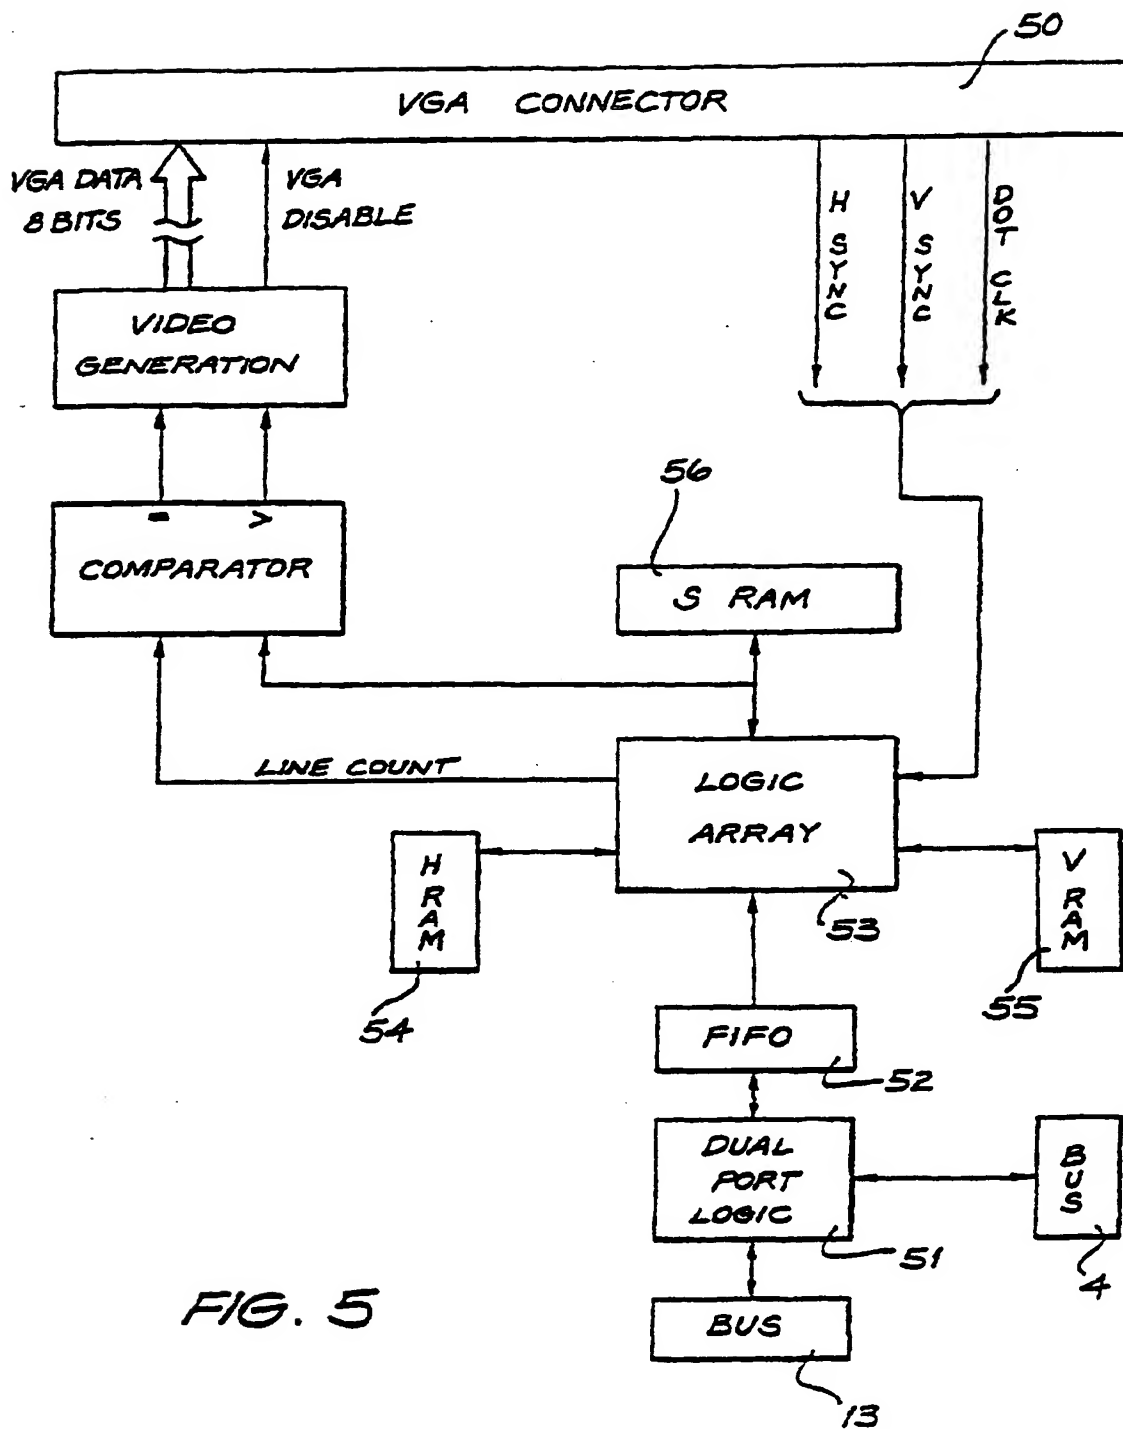 50
VGA CONNECTOR
VGA DATA
8 BITS
VGA
DISABLE
H SYNC
V SYNC
DOT CLK
VIDEO
GENERATION
= >
COMPARATOR
56
S RAM
LINE COUNT
LOGIC
ARRAY
53
H RAM
54
V RAM
55
FIFO
52
DUAL
PORT
LOGIC
51
BUS
4
BUS
13
FIG. 5